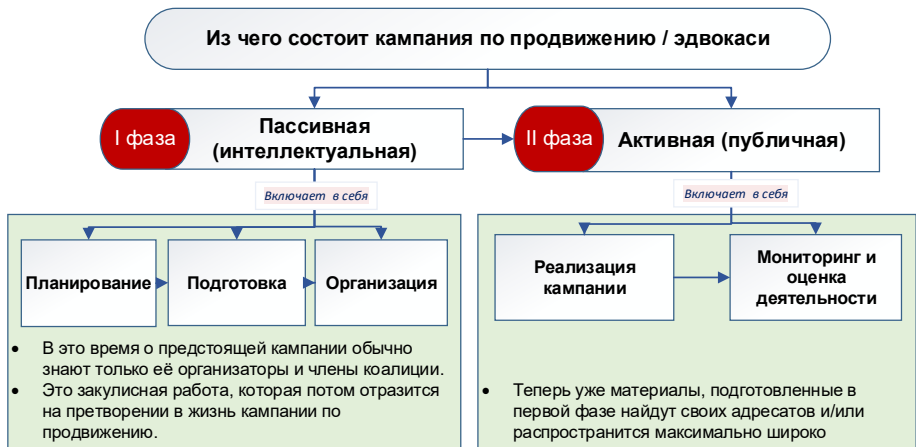 Из чего состоит кампания по продвижению / эдвокаси
I фаза
Пассивная
(интеллектуальная)
II фаза
Активная (публичная)
Включает в себя
Включает в себя
Планирование
Подготовка
Организация
Реализация
кампании
Мониторинг и
оценка
деятельности
• В это время о предстоящей кампании обычно
знают только её организаторы и члены коалиции.
• Это закулисная работа, которая потом отразится
на претворении в жизнь кампании по
продвижению.
• Теперь уже материалы, подготовленные в
первой фазе найдут своих адресатов и/или
распространится максимально широко